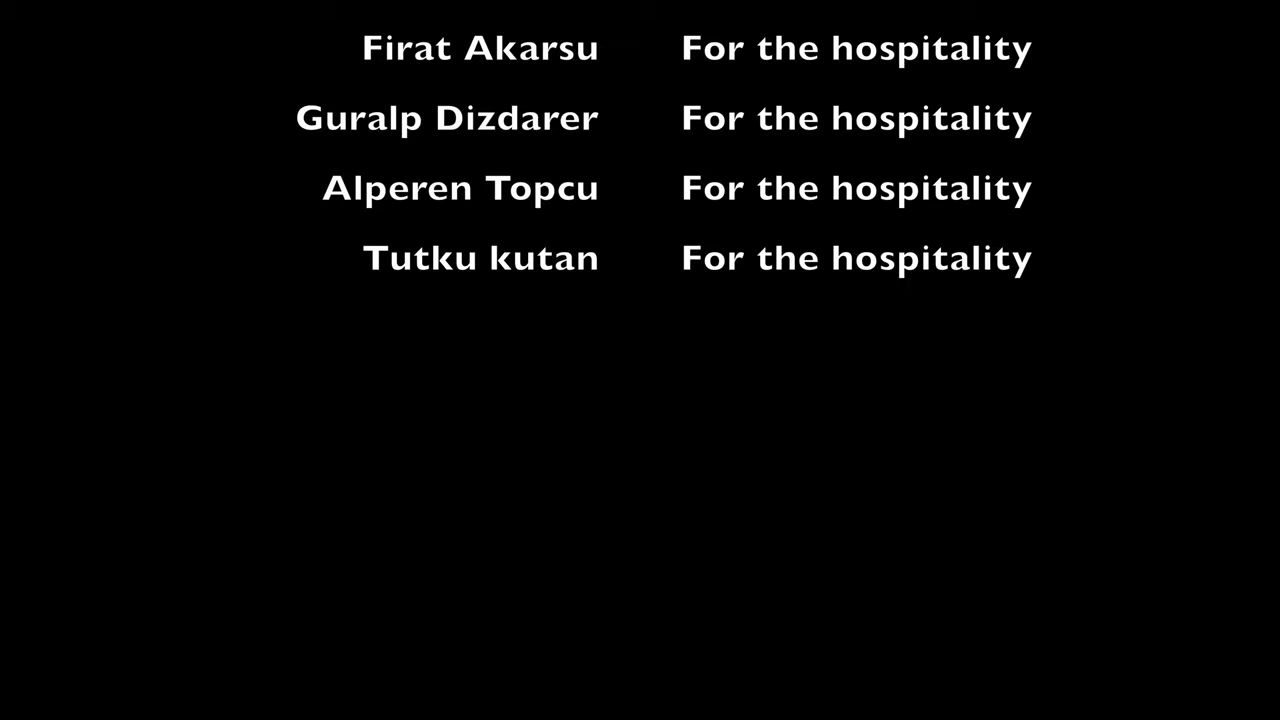 Firat Akarsu For the hospitality
Guralp Dizdarer For the hospitality
Alperen Topcu For the hospitality
Tutku kutan For the hospitality